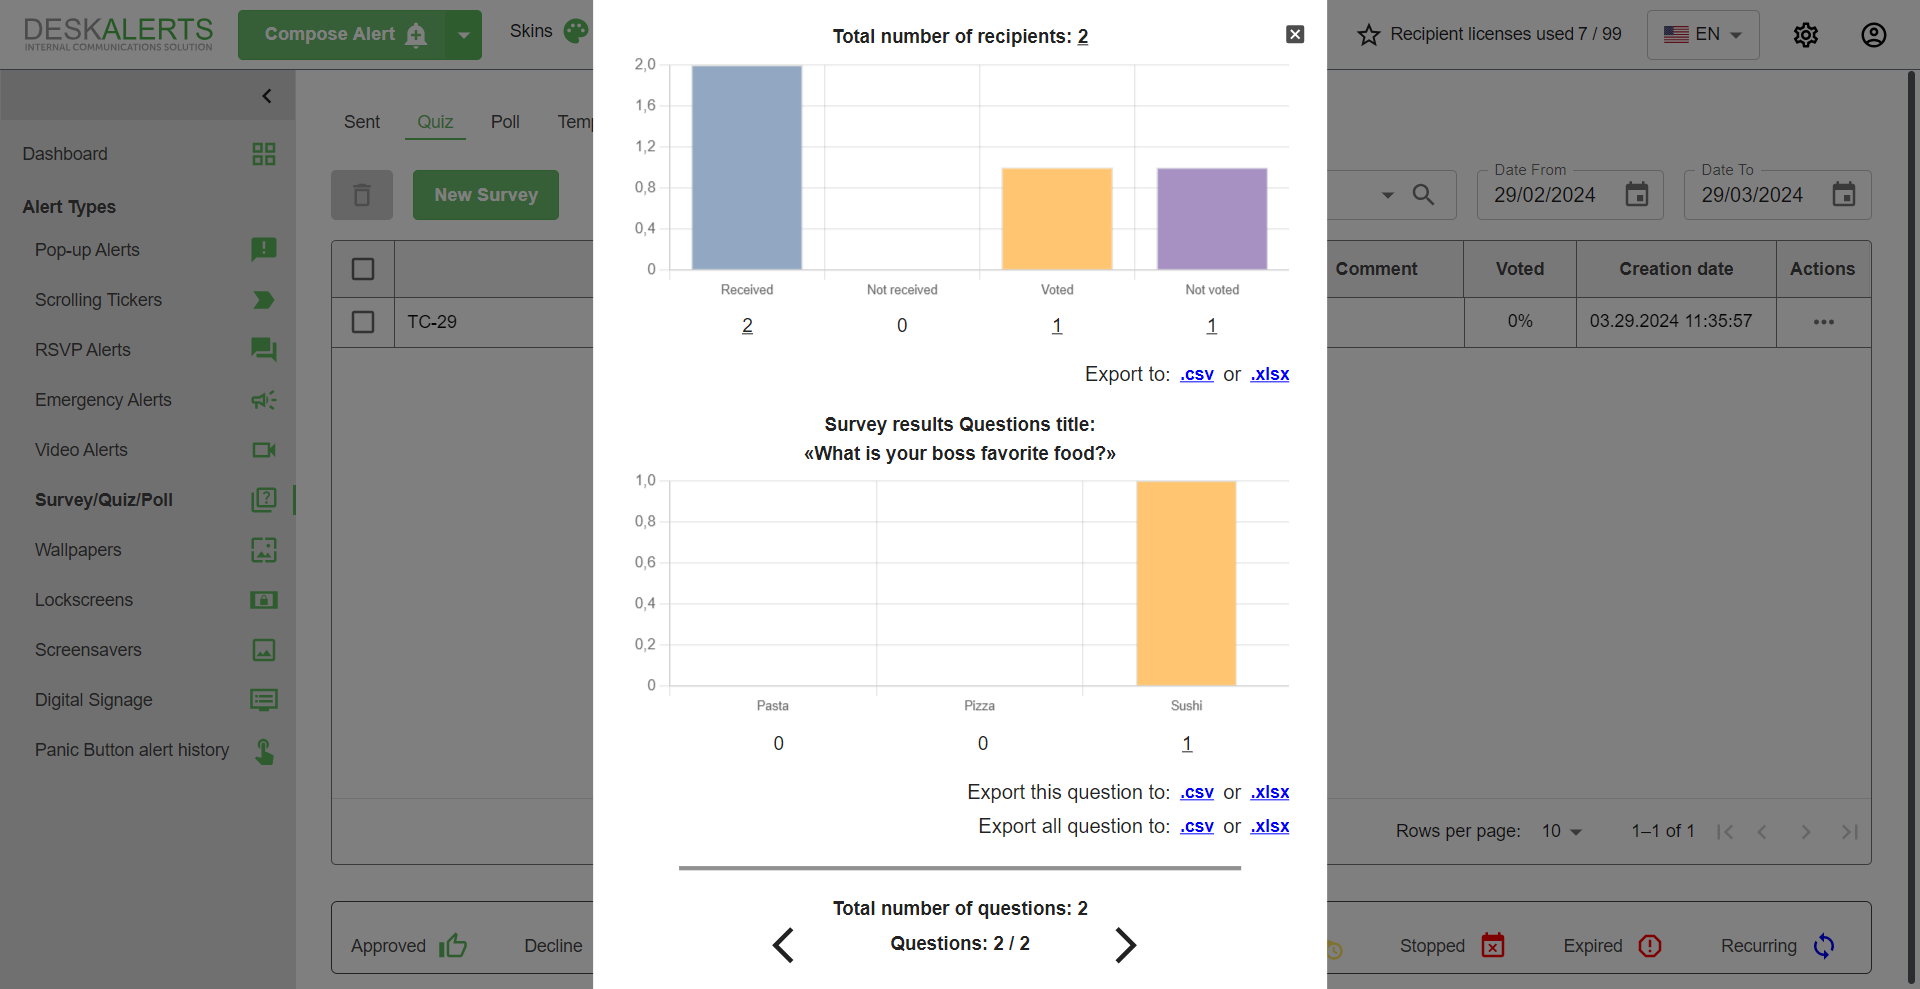 DESKALERTS
INTERNAL COMMUNICATIONS SOLUTION
Compose Alert
Skins
Recipient licenses used 7 / 99
EN
Dashboard
Alert Types
Pop-up Alerts
Scrolling Tickers
RSVP Alerts
Emergency Alerts
Video Alerts
Survey/Quiz/Poll
Wallpapers
Lockscreens
Screensavers
Digital Signage
Panic Button alert history
Sent Quiz Poll Temp
New Survey
Date From
29/02/2024
Date To
29/03/2024
Comment Voted Creation date Actions
TC-29 0% 03.29.2024 11:35:57
Rows per page: 10 1–1 of 1
Approved Decline Stopped Expired Recurring
Total number of recipients: 2
2,0
1,6
1,2
0,8
0,4
0
Received Not received Voted Not voted
2 0 1 1
Export to: .csv or .xlsx
Survey results Questions title:
«What is your boss favorite food?»
1,0
0,8
0,6
0,4
0,2
0
Pasta Pizza Sushi
0 0 1
Export this question to: .csv or .xlsx
Export all question to: .csv or .xlsx
Total number of questions: 2
Questions: 2 / 2